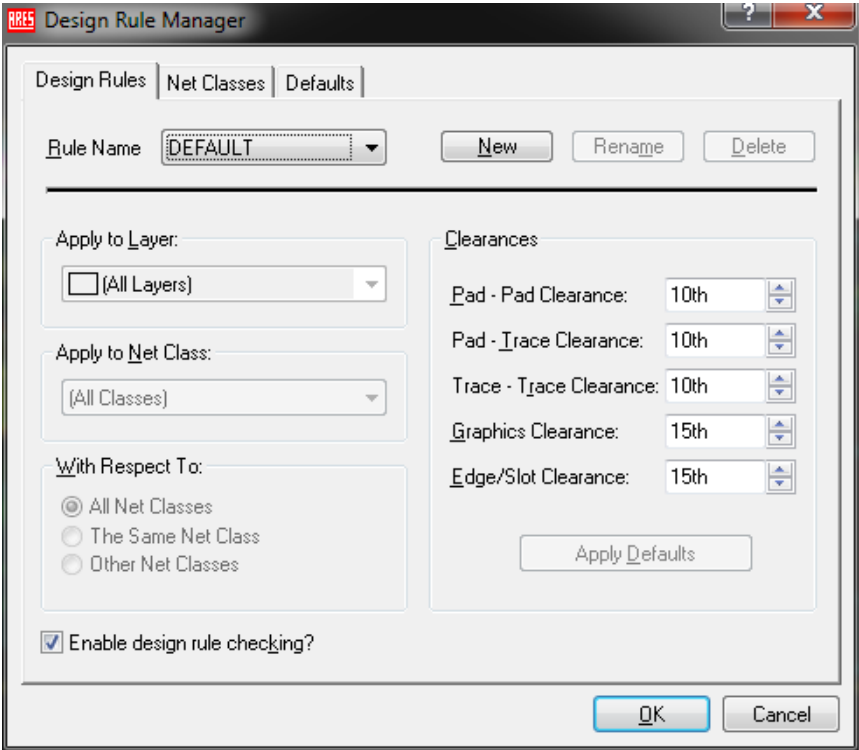 ARES Design Rule Manager ? X
Design Rules Net Classes Defaults
Rule Name DEFAULT New Rename Delete
Apply to Layer:
(All Layers)
Apply to Net Class:
(All Classes)
With Respect To:
All Net Classes
The Same Net Class
Other Net Classes
Clearances
Pad - Pad Clearance: 10th
Pad - Trace Clearance: 10th
Trace - Trace Clearance: 10th
Graphics Clearance: 15th
Edge/Slot Clearance: 15th
Apply Defaults
Enable design rule checking?
OK Cancel